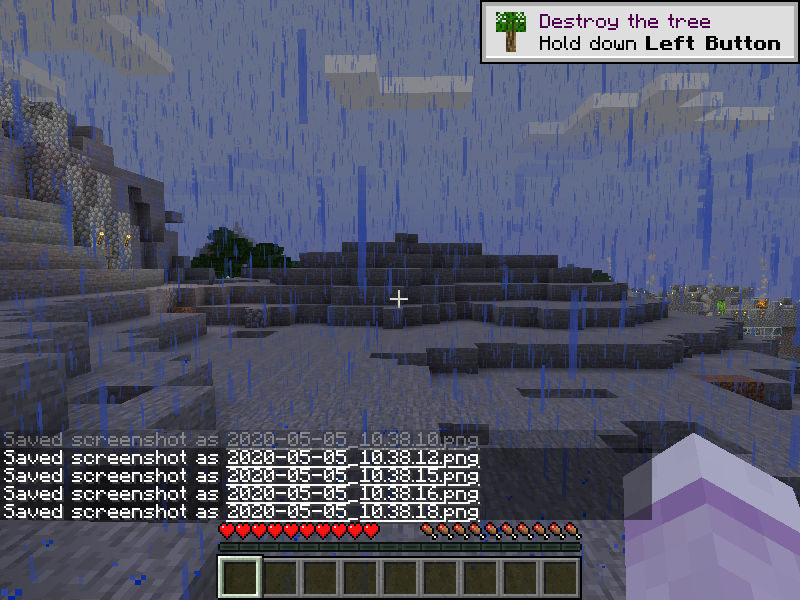 Destroy the tree
Hold down Left Button
Saved screenshot as 2020-05-05_10.38.10.png
Saved screenshot as 2020-05-05_10.38.12.png
Saved screenshot as 2020-05-05_10.38.15.png
Saved screenshot as 2020-05-05_10.38.16.png
Saved screenshot as 2020-05-05_10.38.18.png